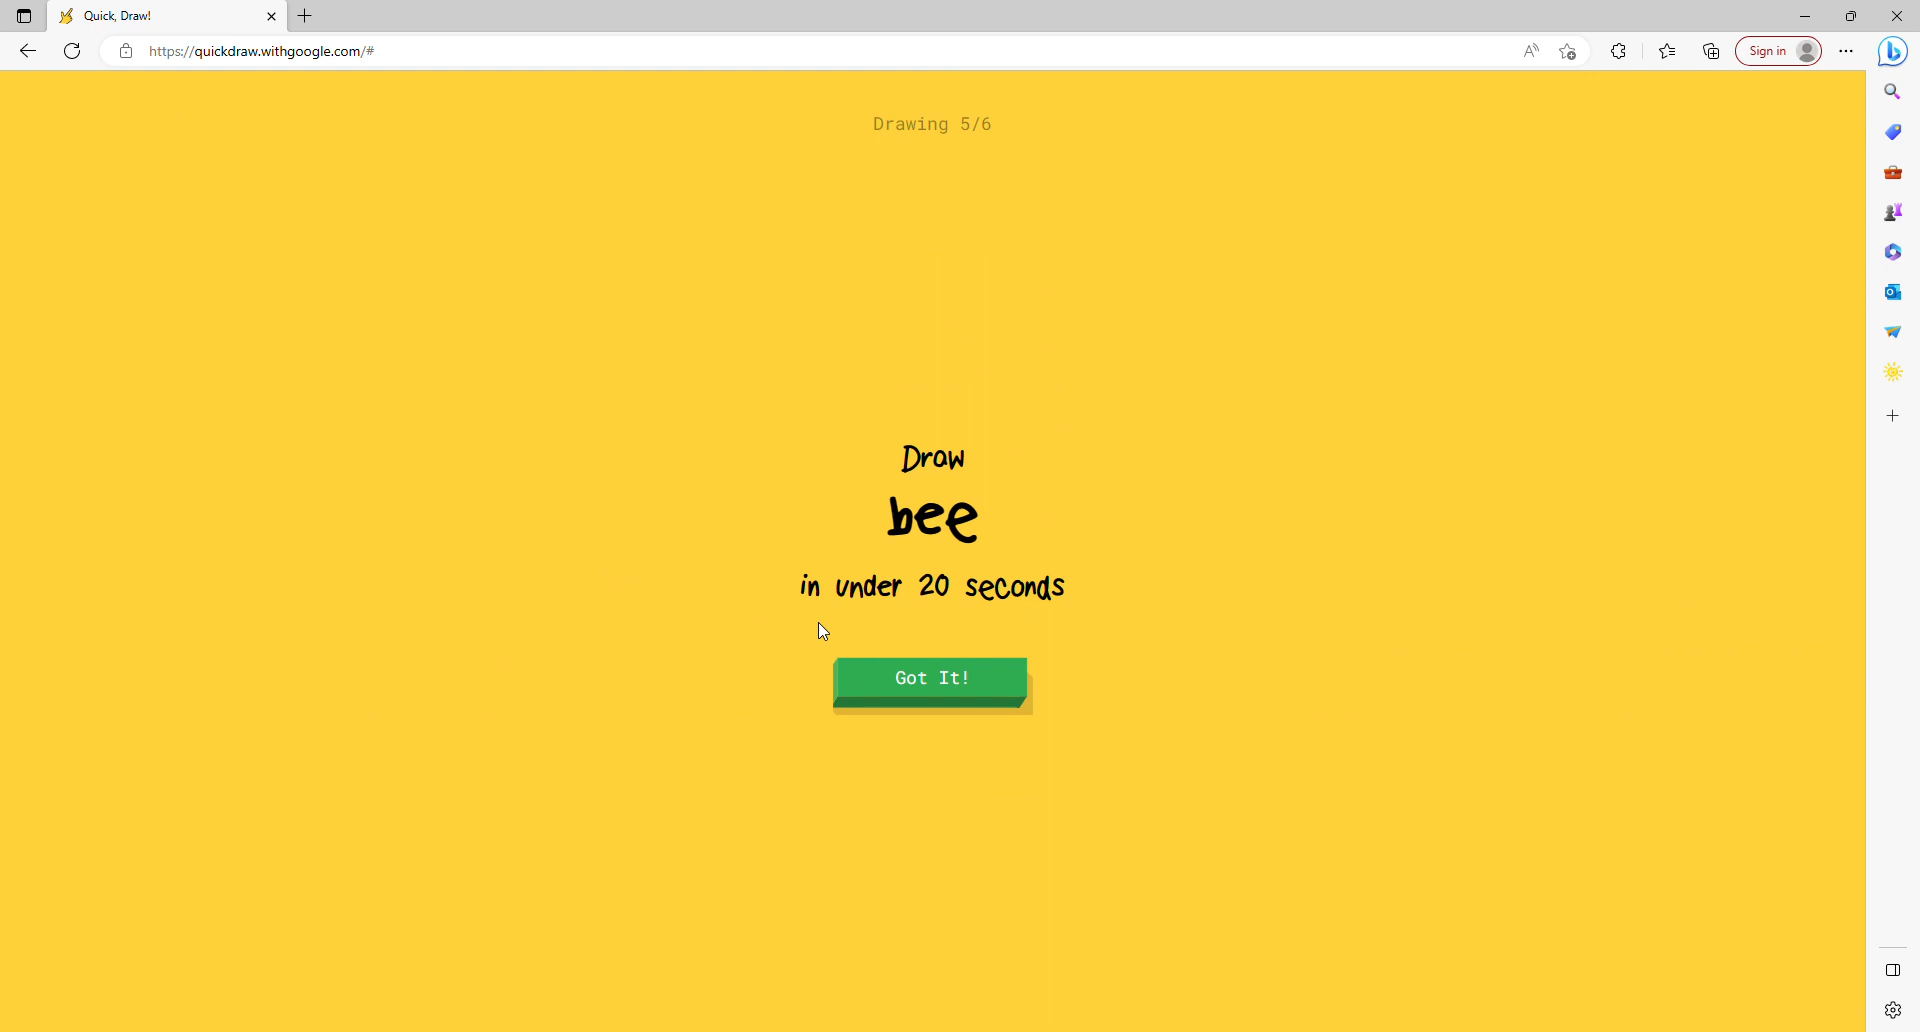 Quick, Draw!
https://quickdraw.withgoogle.com/#
Sign in
Drawing 5/6
Draw
bee
in under 20 seconds
Got It!